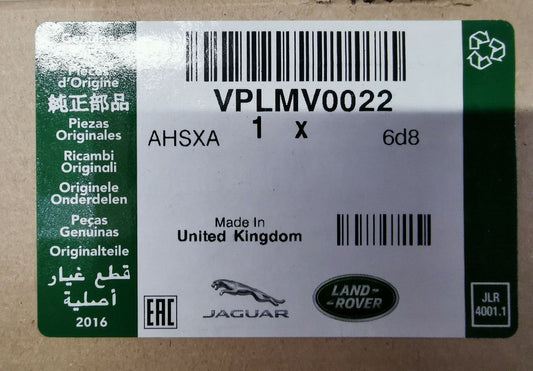 Pièces
d'Origine
純正部品
Piezas
Originales
Ricambi
Originali
Originele
Onderdelen
Peças
Genuinas
Originalteile
قطع غيار
أصلية
2016
VPLMV0022
1 x
AHSXA
6d8
Made In
United Kingdom
EAC
JAGUAR
LAND-
-ROVER
JLR
4001.1